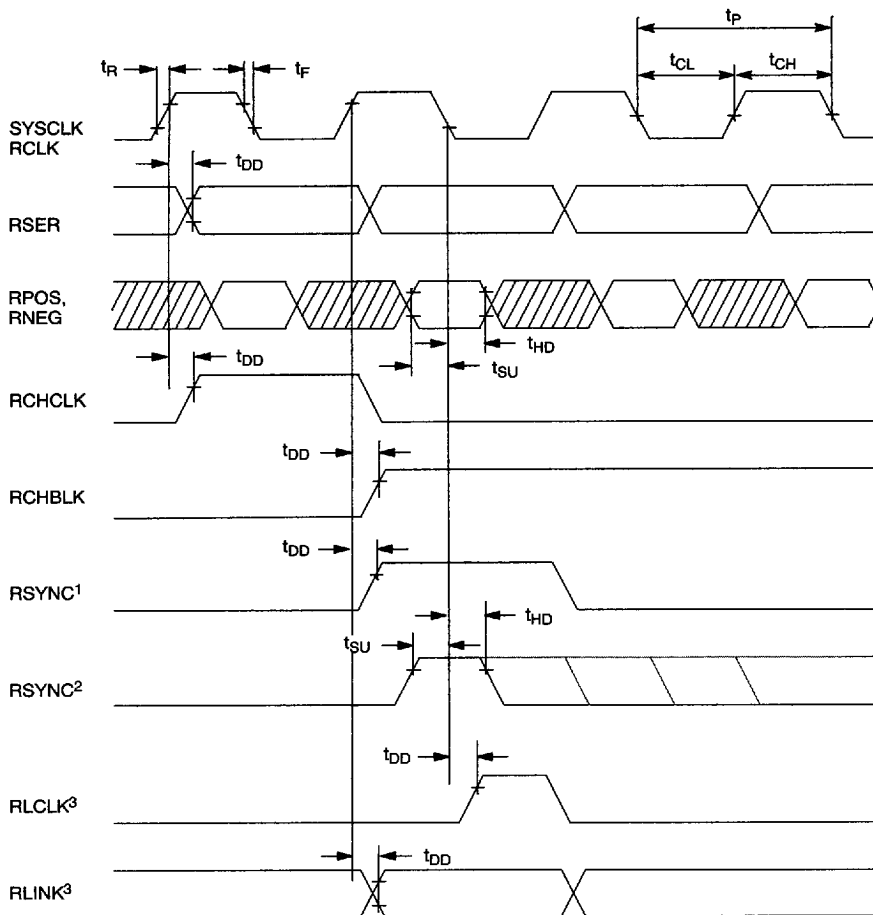 tP
tR
tF
tCL
tCH
SYSCLK
RCLK
tDD
RSER
RPOS,
RNEG
tHD
tDD
tSU
RCHCLK
tDD
RCHBLK
tDD
RSYNC¹
tHD
tSU
RSYNC²
tDD
RLCLK³
tDD
RLINK³